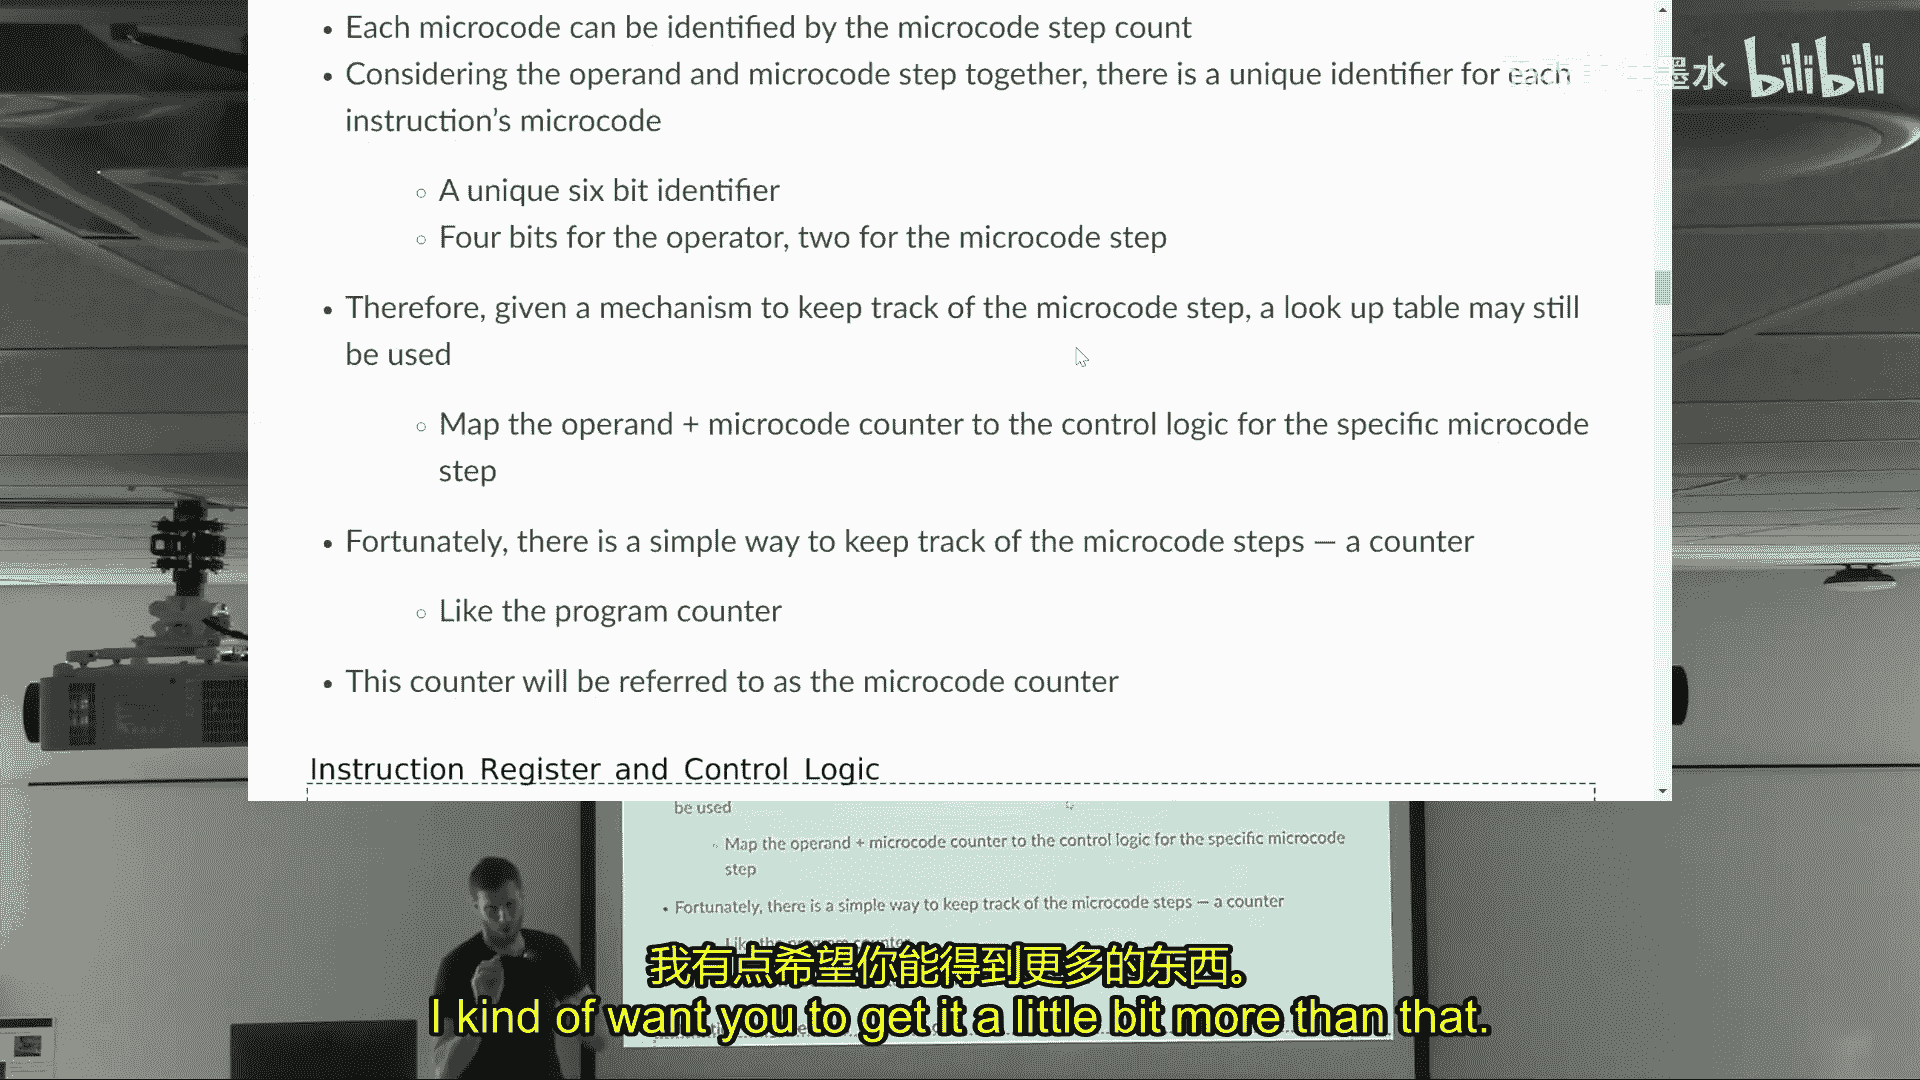 Each microcode can be identified by the microcode step count
Considering the operand and microcode step together, there is a unique identifier for each
instruction’s microcode
A unique six bit identifier
Four bits for the operator, two for the microcode step
Therefore, given a mechanism to keep track of the microcode step, a look up table may still
be used
Map the operand + microcode counter to the control logic for the specific microcode
step
Fortunately, there is a simple way to keep track of the microcode steps — a counter
Like the program counter
This counter will be referred to as the microcode counter
Instruction Register and Control Logic
墨水 bilibili
be used
Map the operand + microcode counter to the control logic for the specific microcode
step
Fortunately, there is a simple way to keep track of the microcode steps — a counter
Like the program counter
我有点希望你能得到更多的东西。
I kind of want you to get it a little bit more than that.